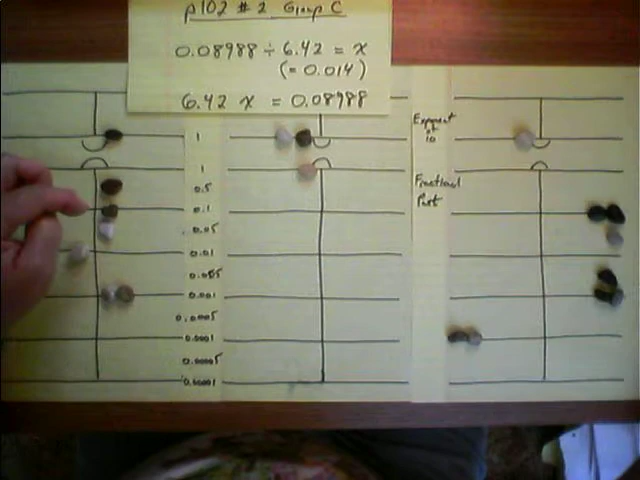 p102 # 2 Group C
0.08988 ÷ 6.42 = x
(= 0.014)
6.42 x = 0.08988
1
1
0.5
0.1
0.05
0.01
0.005
0.001
0.0005
0.0001
0.00005
0.00001
Exponent
of
10
Fractional
Part